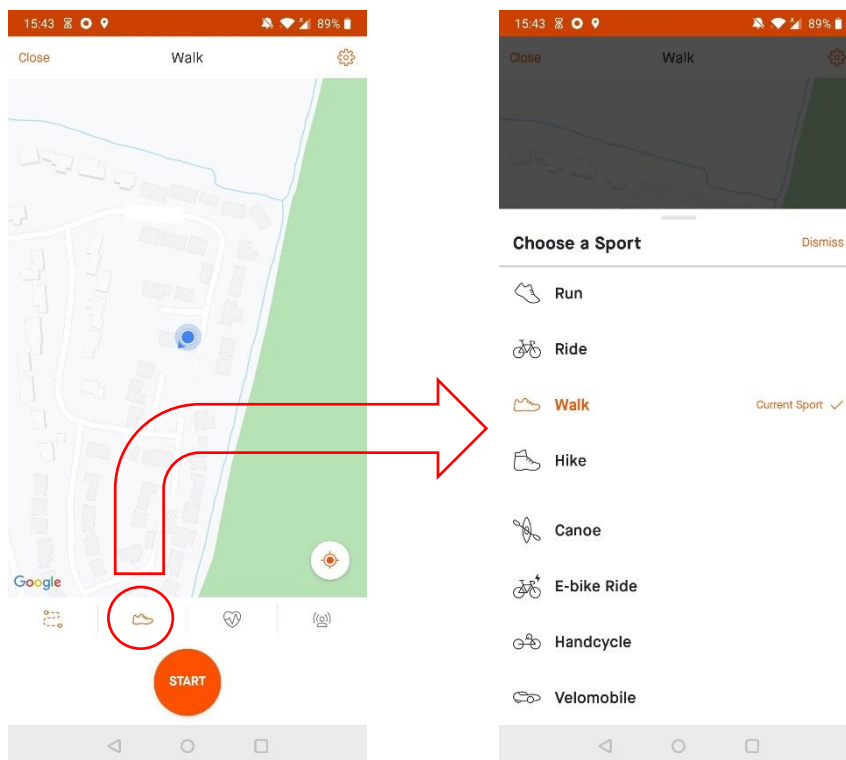 15:43 89%
Close Walk
Google
START
15:43 89%
Close Walk
Choose a Sport Dismiss
Run
Ride
Walk Current Sport
Hike
Canoe
E-bike Ride
Handcycle
Velomobile